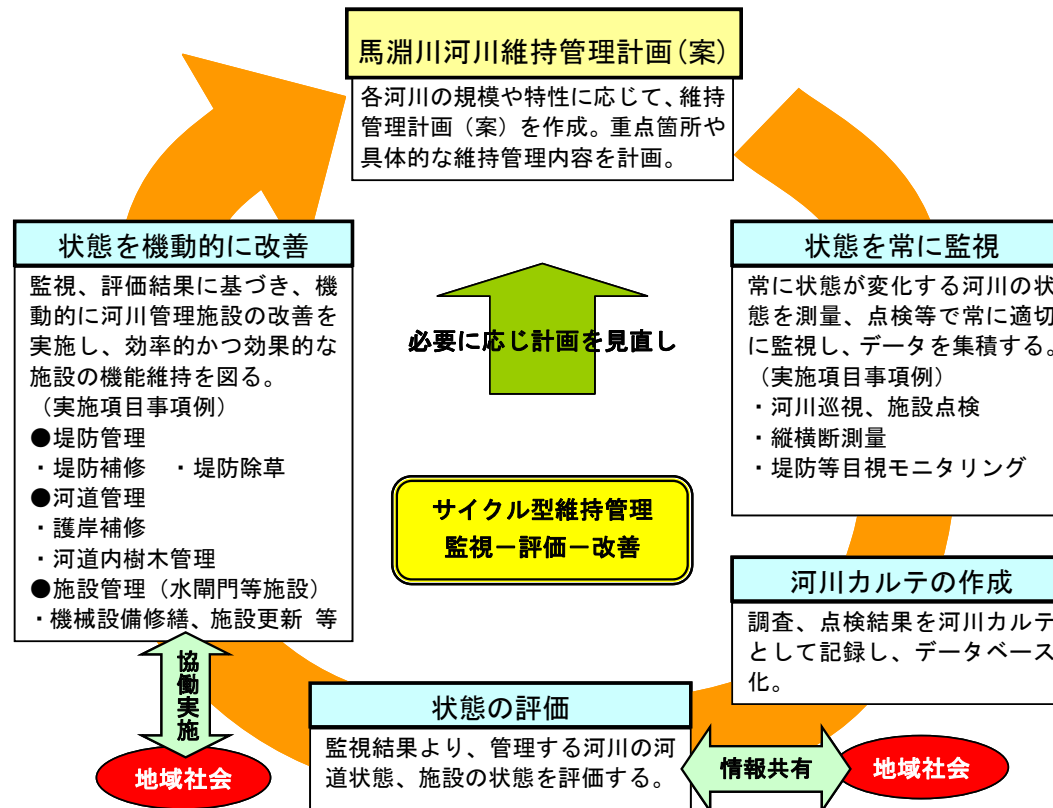 馬淵川河川維持管理計画(案)
各河川の規模や特性に応じて、維持
管理計画（案）を作成。重点箇所や
具体的な維持管理内容を計画。
状態を常に監視
常に状態が変化する河川の状
態を測量、点検等で常に適切
に監視し、データを集積する。
（実施項目事項例）
・河川巡視、施設点検
・縦横断測量
・堤防等目視モニタリング
河川カルテの作成
調査、点検結果を河川カルテ
として記録し、データベース
化。
状態の評価
監視結果より、管理する河川の河
道状態、施設の状態を評価する。
情報共有
地域社会
状態を機動的に改善
監視、評価結果に基づき、機
動的に河川管理施設の改善を
実施し、効率的かつ効果的な
施設の機能維持を図る。
（実施項目事項例）
●堤防管理
・堤防補修　・堤防除草
●河道管理
・護岸補修
・河道内樹木管理
●施設管理（水閘門等施設）
・機械設備修繕、施設更新 等
協働実施
地域社会
必要に応じ計画を見直し
サイクル型維持管理
監視－評価－改善